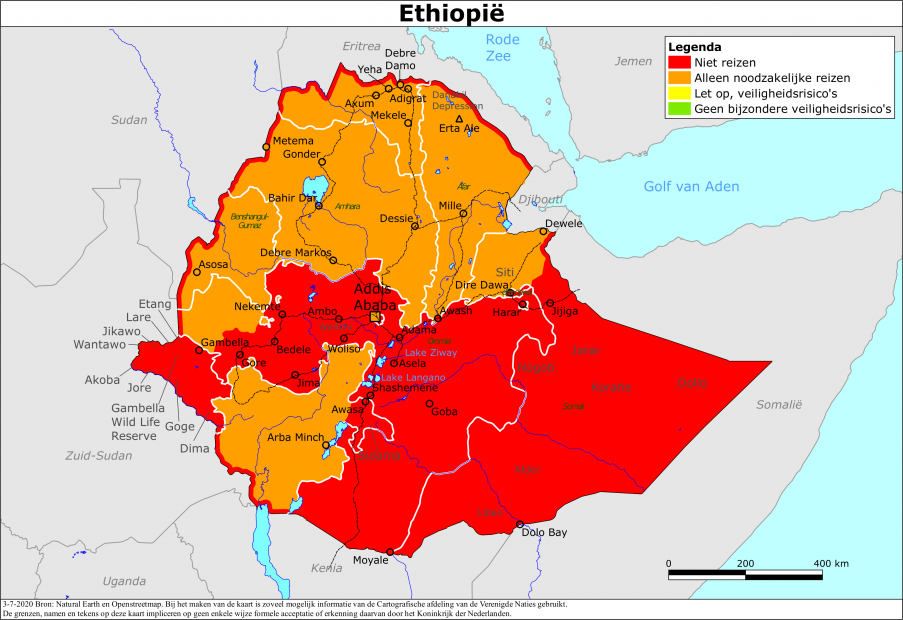 Ethiopië
Legenda
Niet reizen
Alleen noodzakelijke reizen
Let op, veiligheidsrisico's
Geen bijzondere veiligheidsrisico's
Rode
Zee
Eritrea
Jemen
Debre
Damo
Yeha
Axum
Adigrat
Mekele
Depression
Erta Ale
Sudan
Metema
Gonder
Golf van Aden
Afar
Djibouti
Bahir Dar
Amhara
Benshangul-
Gumaz
Mille
Dessie
Dewele
Debre Markos
Asosa
Siti
Dire Dawa
Addis
Ababa
Etang
Lare
Jikawo
Wantawo
Nekemte
Ambo
Awash
Harar
Jijiga
Adama
Oromia
Gambella
Gore
Bedele
Woliso
Lake Ziway
Asela
Nogob
Jima
Lake Langano
Shashemene
Korahe
Dollo
Somali
Somalië
Akoba
Jore
Gambella
Wild Life
Reserve
Goge
Dima
Awasa
Goba
Arba Minch
Zuid-Sudan
Sidama
Afder
Dolo Bay
Moyale
Kenia
Uganda
0 200 400 km
3-7-2020 Bron: Natural Earth en Openstreetmap. Bij het maken van de kaart is zoveel mogelijk informatie van de Cartografische afdeling van de Verenigde Naties gebruikt.
De grenzen, namen en tekens op deze kaart impliceren op geen enkele wijze formele acceptatie of erkenning daarvan door het Koninkrijk der Nederlanden.